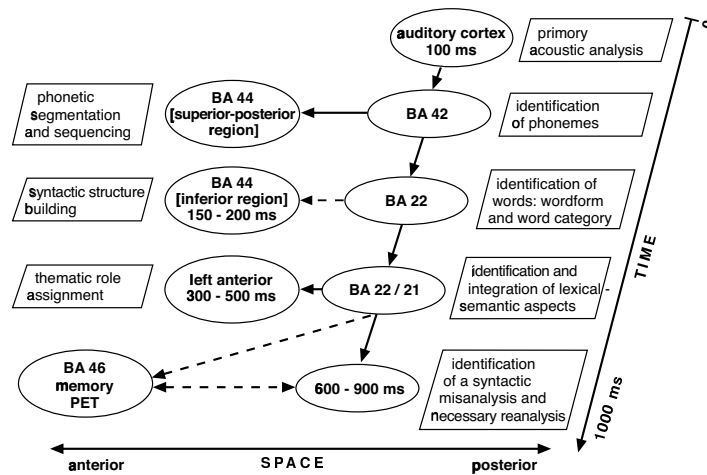 auditory cortex
100 ms
primary
acoustic analysis
phonetic
segmentation
and sequencing
BA 44
[superior-posterior
region]
BA 42
identification
of phonemes
syntactic structure
building
BA 44
[inferior region]
150 - 200 ms
BA 22
identification of
words: wordform
and word category
thematic role
assignment
left anterior
300 - 500 ms
BA 22 / 21
identification and
integration of lexical-
semantic aspects
BA 46
memory
PET
600 - 900 ms
identification
of a syntactic
misanalysis and
necessary reanalysis
TIME
1000 ms
anterior
SPACE
posterior